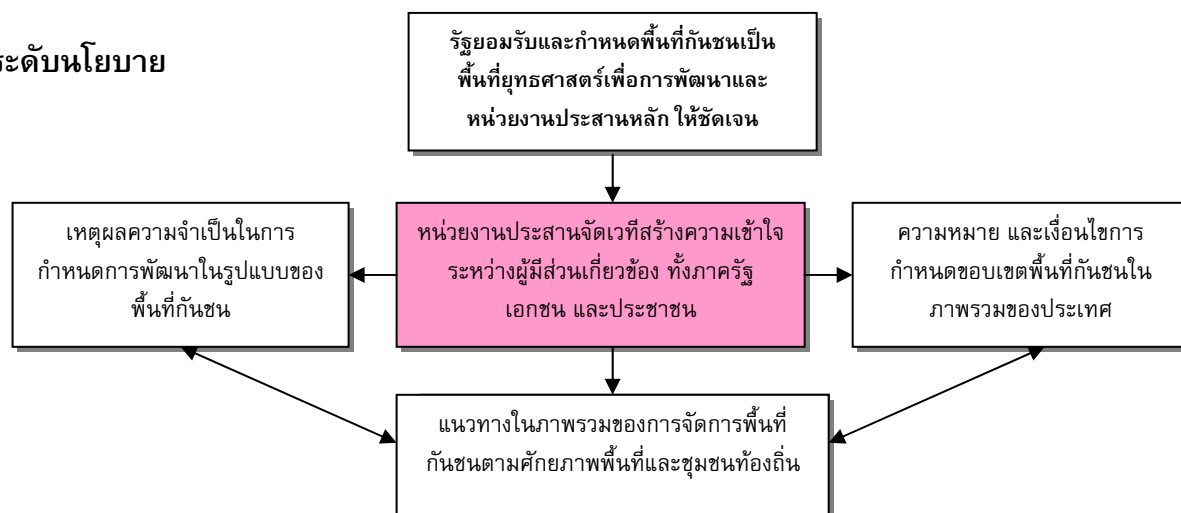 ระดับนโยบาย
รัฐยอมรับและกำหนดพื้นที่กันชนเป็น
พื้นที่ยุทธศาสตร์เพื่อการพัฒนาและ
หน่วยงานประสานหลัก ให้ชัดเจน
เหตุผลความจำเป็นในการ
กำหนดการพัฒนาในรูปแบบของ
พื้นที่กันชน
หน่วยงานประสานจัดเวทีสร้างความเข้าใจ
ระหว่างผู้มีส่วนเกี่ยวข้อง ทั้งภาครัฐ
เอกชน และประชาชน
ความหมาย และเงื่อนไขการ
กำหนดขอบเขตพื้นที่กันชนใน
ภาพรวมของประเทศ
แนวทางในภาพรวมของการจัดการพื้นที่
กันชนตามศักยภาพพื้นที่และชุมชนท้องถิ่น